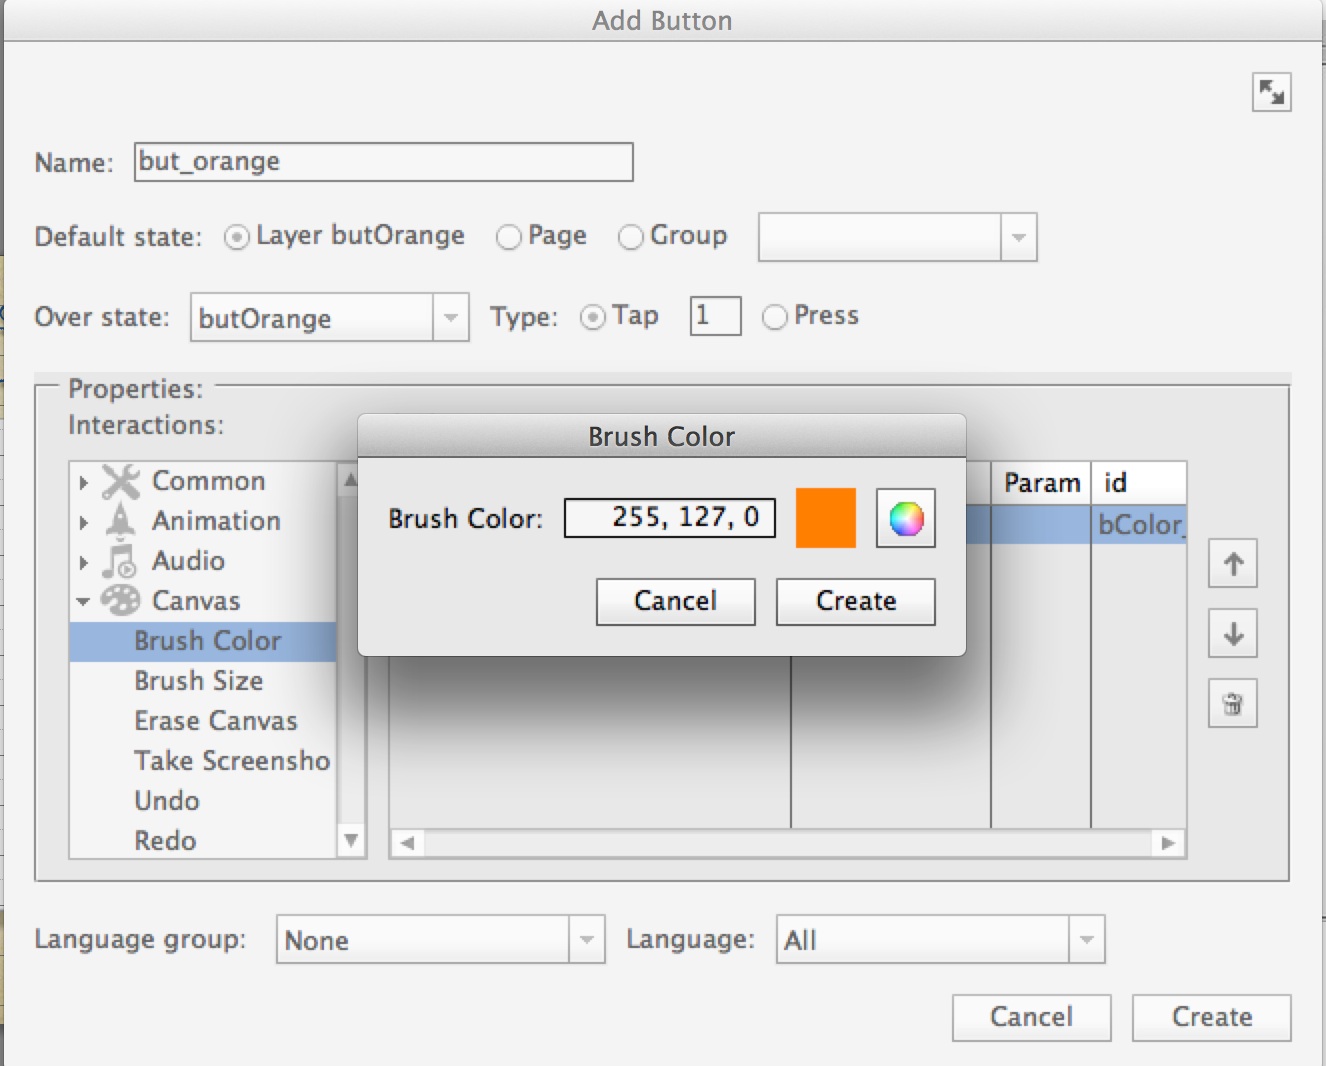 Add Button
Name: but_orange
Default state: Layer butOrange Page Group
Over state: butOrange Type: Tap 1 Press
Properties:
Interactions:
Brush Color
Common
Param id
Animation
Brush Color: 255, 127, 0
bColor_
Audio
Canvas
Cancel Create
Brush Color
Brush Size
Erase Canvas
Take Screensho
Undo
Redo
Language group: None Language: All
Cancel Create